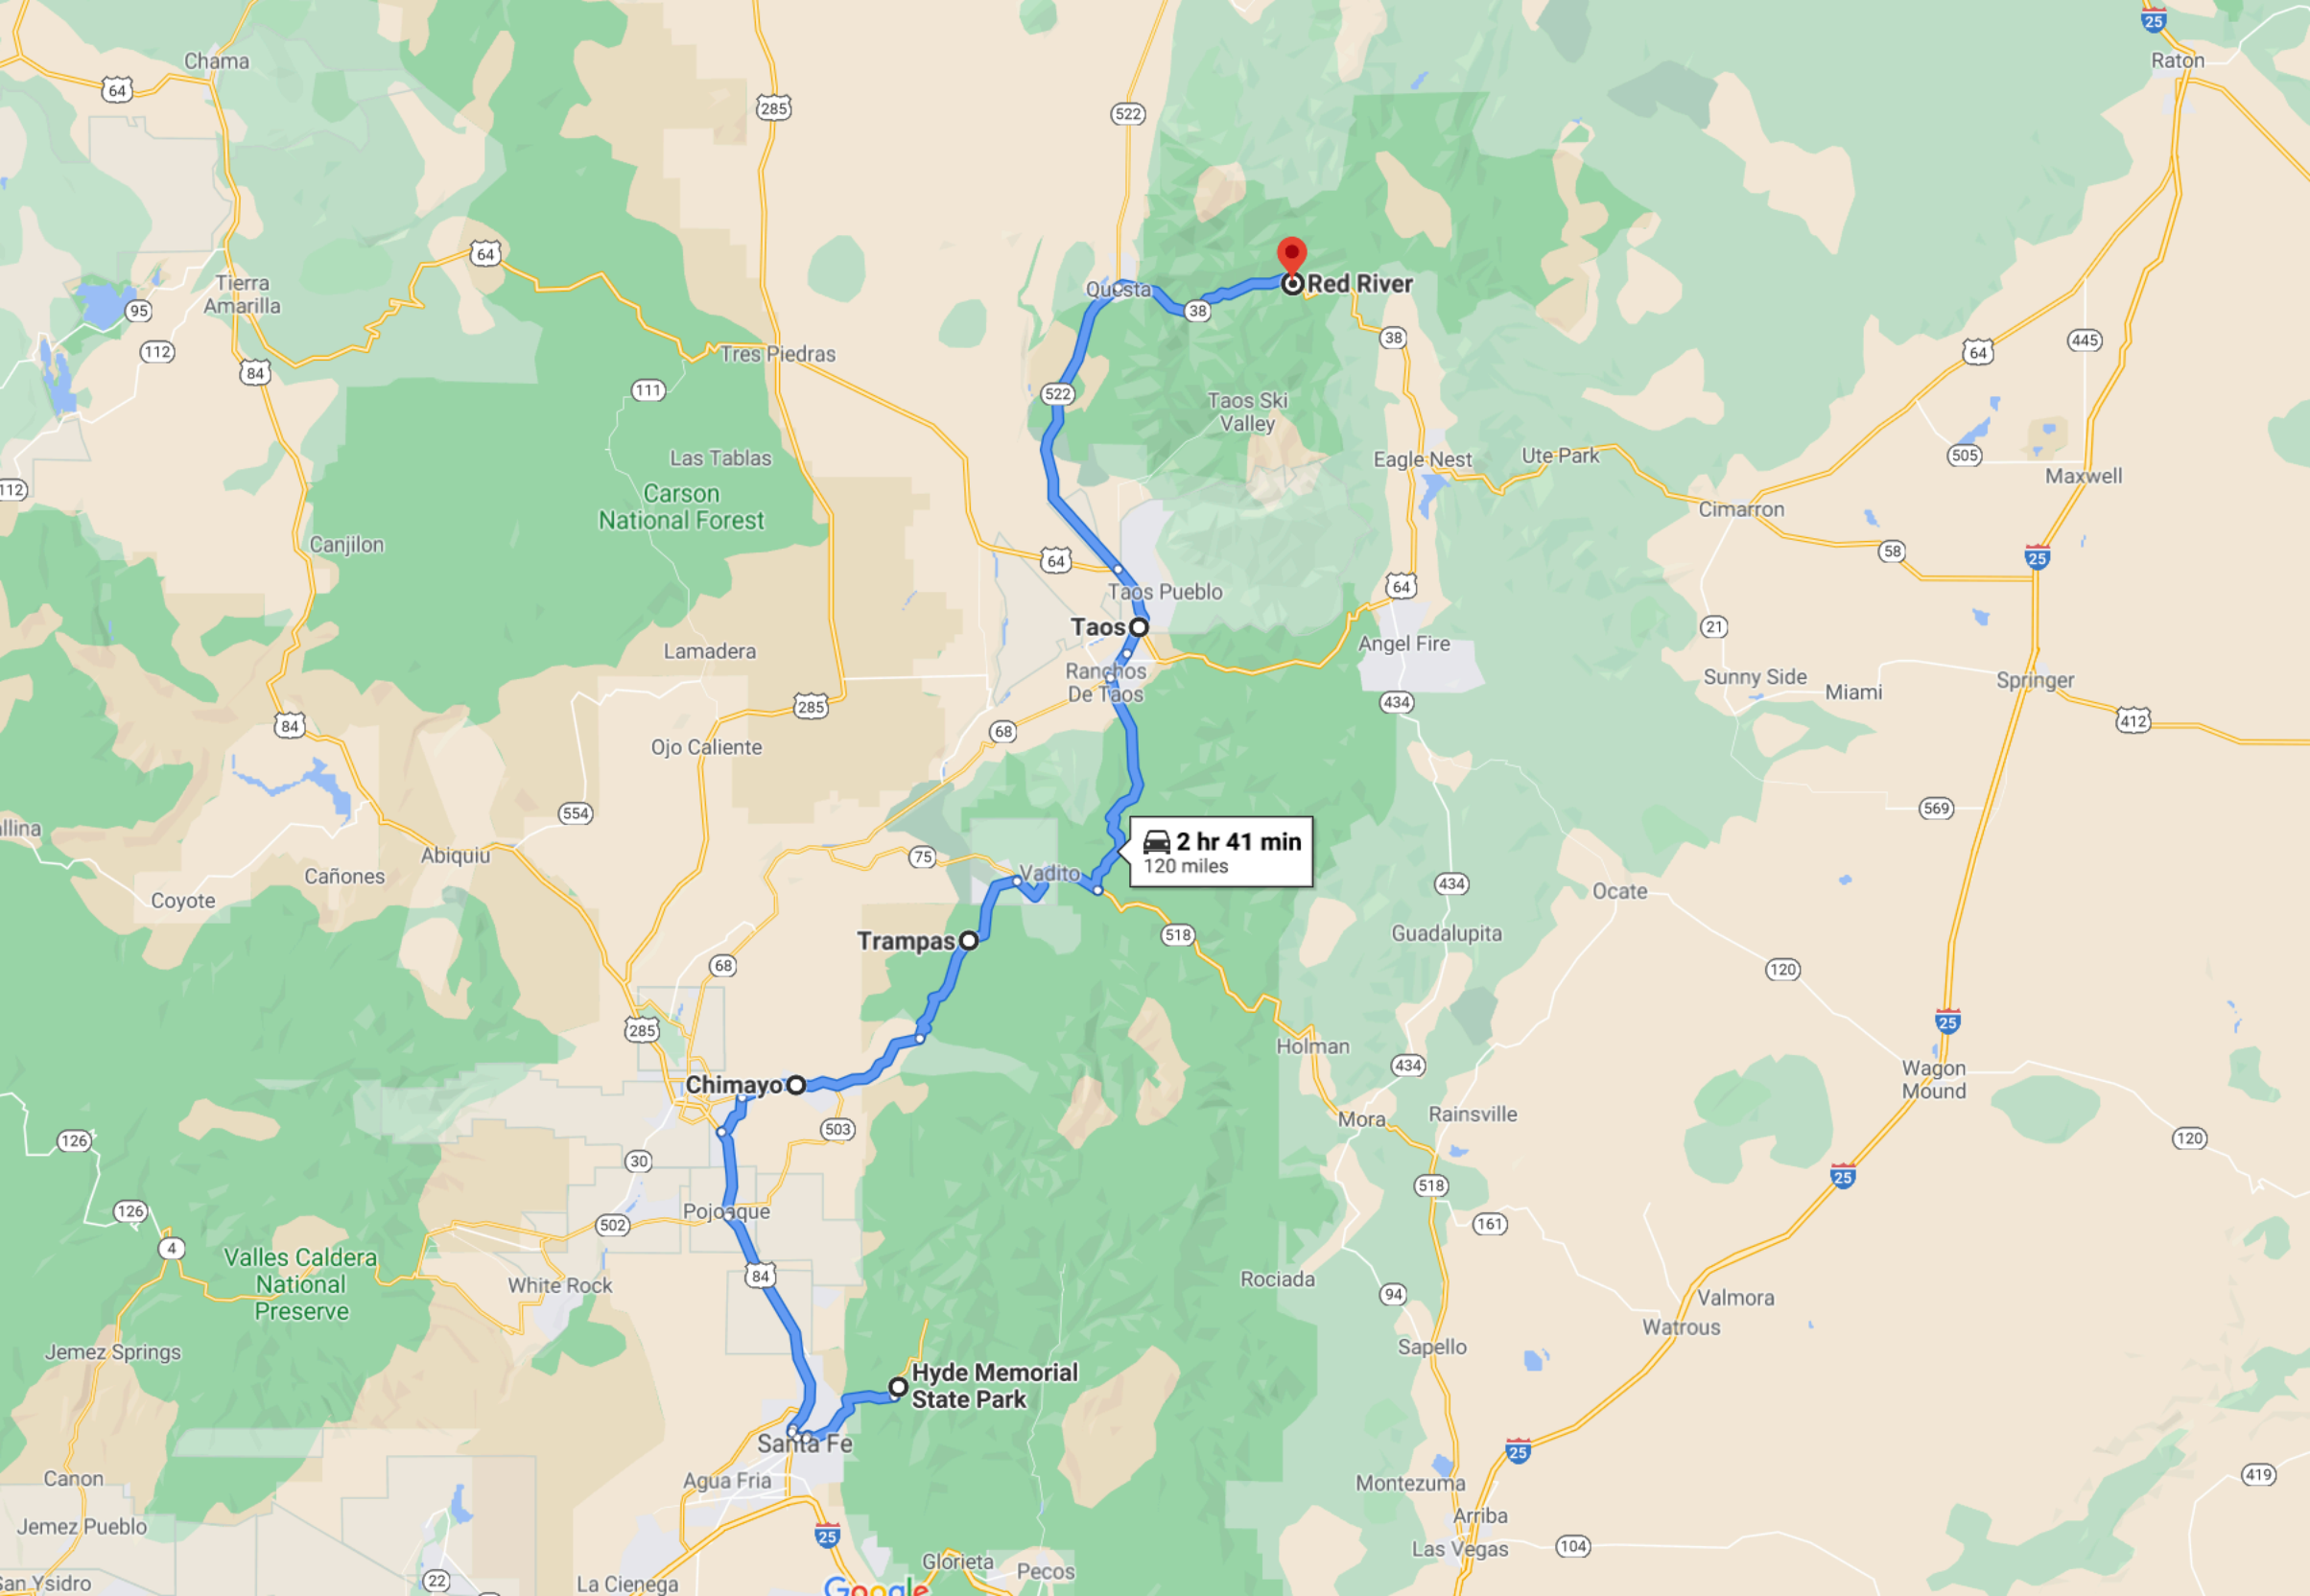 25
Chama
Raton
64
285
522
64
Tierra
Amarilla
Questa
Red River
95
38
112
38
445
64
84
Tres Piedras
111
522
Taos Ski
Valley
Las Tablas
Eagle Nest
Ute Park
505
Maxwell
112
Carson
National Forest
Cimarron
Canjilon
64
58
25
Taos Pueblo
64
Taos
21
Lamadera
Angel Fire
Ranchos
De Taos
Sunny Side
Miami
Springer
285
434
84
68
412
Ojo Caliente
554
569
llina
2 hr 41 min
120 miles
Abiquiu
75
Cañones
Vadito
Coyote
434
Ocate
Trampas
518
Guadalupita
68
120
285
25
Holman
434
Wagon
Mound
Chimayo
Mora
Rainsville
503
126
120
30
25
518
126
Pojoaque
502
161
4
Valles Caldera
National
Preserve
84
White Rock
Rociada
94
Valmora
Watrous
Jemez Springs
Sapello
Hyde Memorial
State Park
Santa Fe
25
Canon
Agua Fria
Montezuma
419
Jemez Pueblo
Arriba
25
Las Vegas
104
Glorieta
Pecos
San Ysidro
22
La Cienega
Google